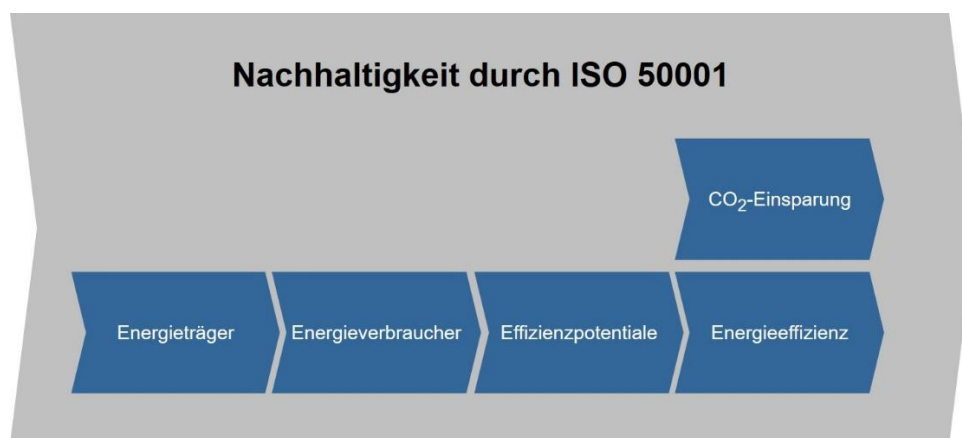 Nachhaltigkeit durch ISO 50001
CO₂-Einsparung
Energieträger
Energieverbraucher
Effizienzpotentiale
Energieeffizienz